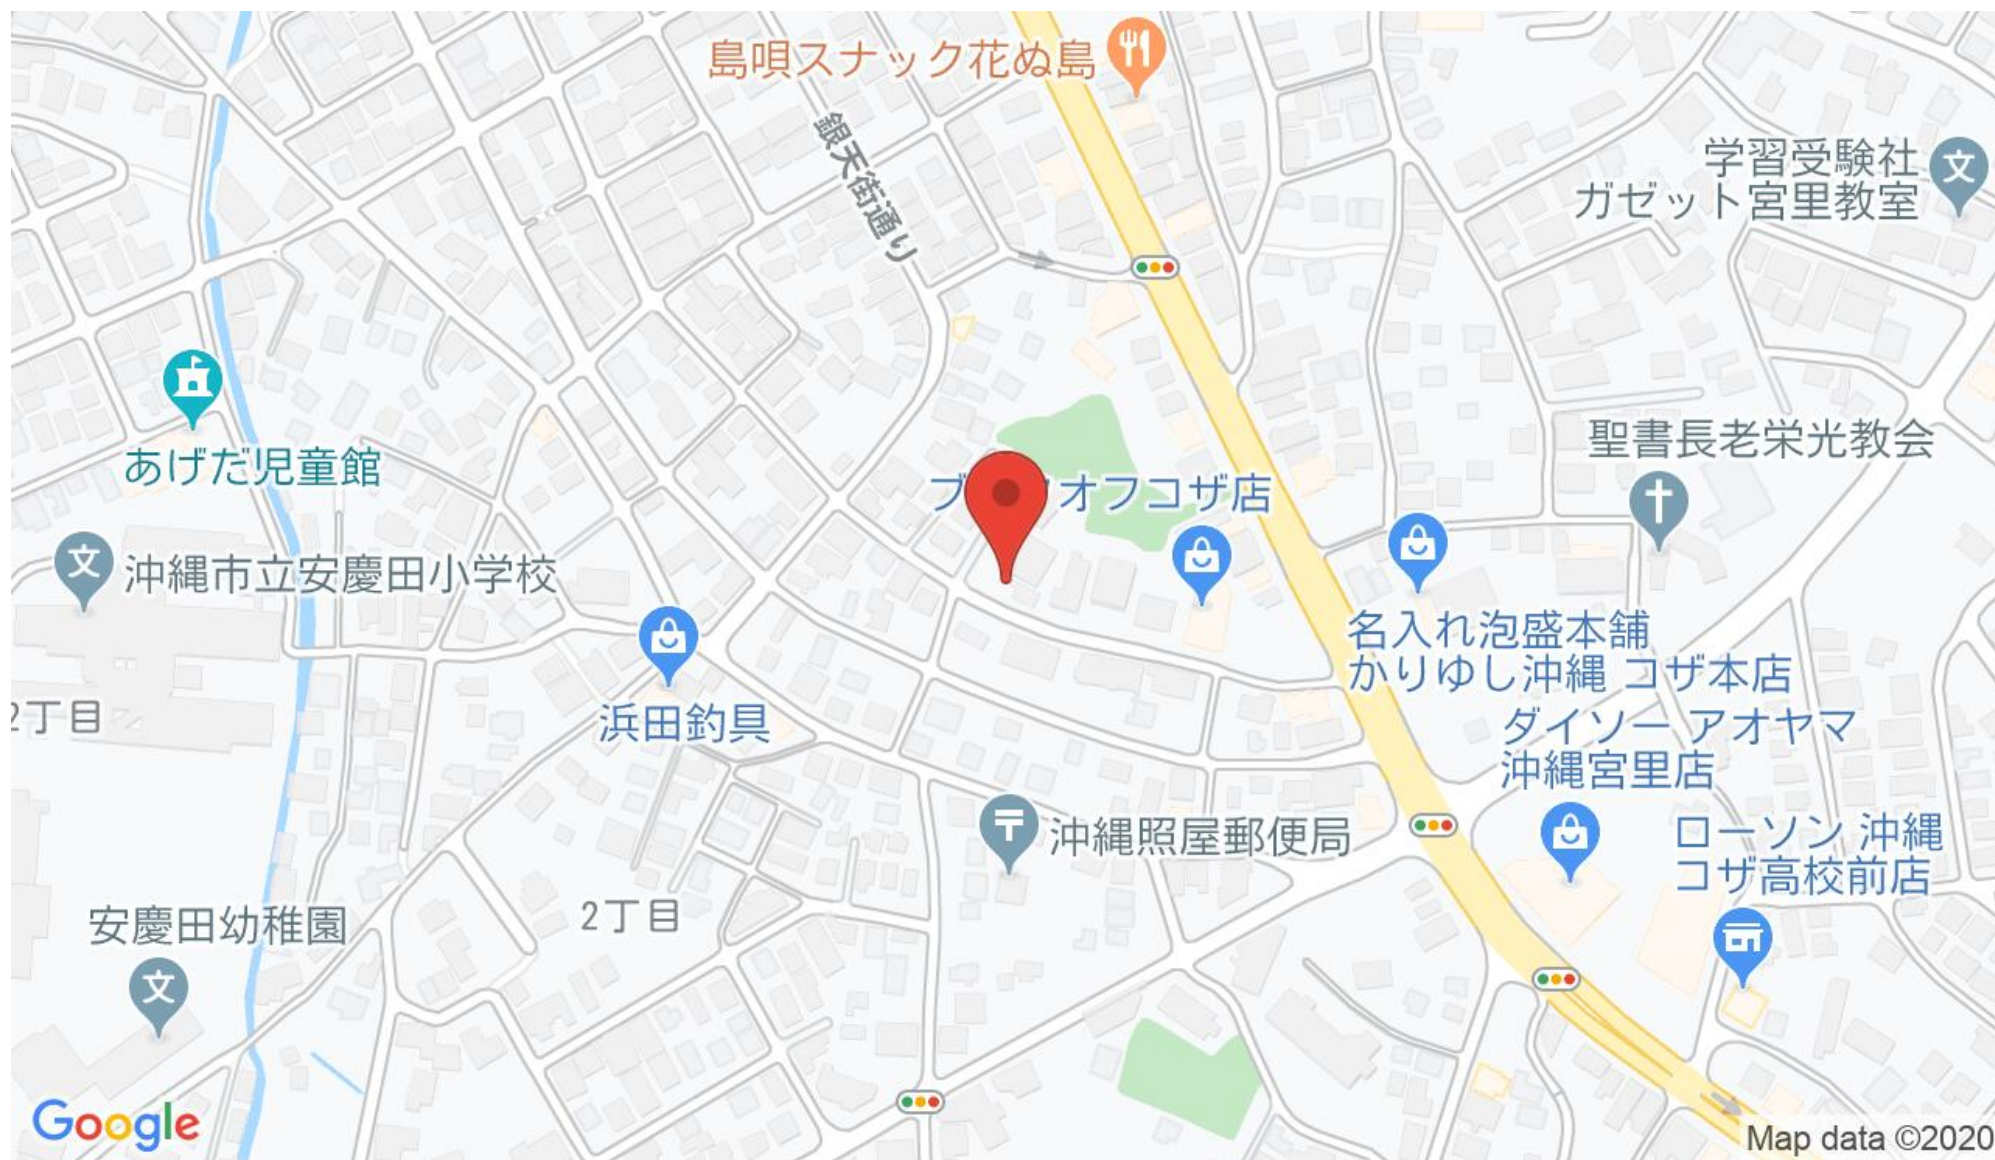 島唄スナック花ぬ島
銀天街通り
学習受験社
ガゼット宮里教室
あげだ児童館
聖書長老栄光教会
オフコザ店
沖縄市立安慶田小学校
名入れ泡盛本舗
かりゆし沖縄 コザ本店
浜田釣具
2丁目
ダイソー アオヤマ
沖縄宮里店
沖縄照屋郵便局
ローソン 沖縄
コザ高校前店
安慶田幼稚園
2丁目
Google
Map data ©2020